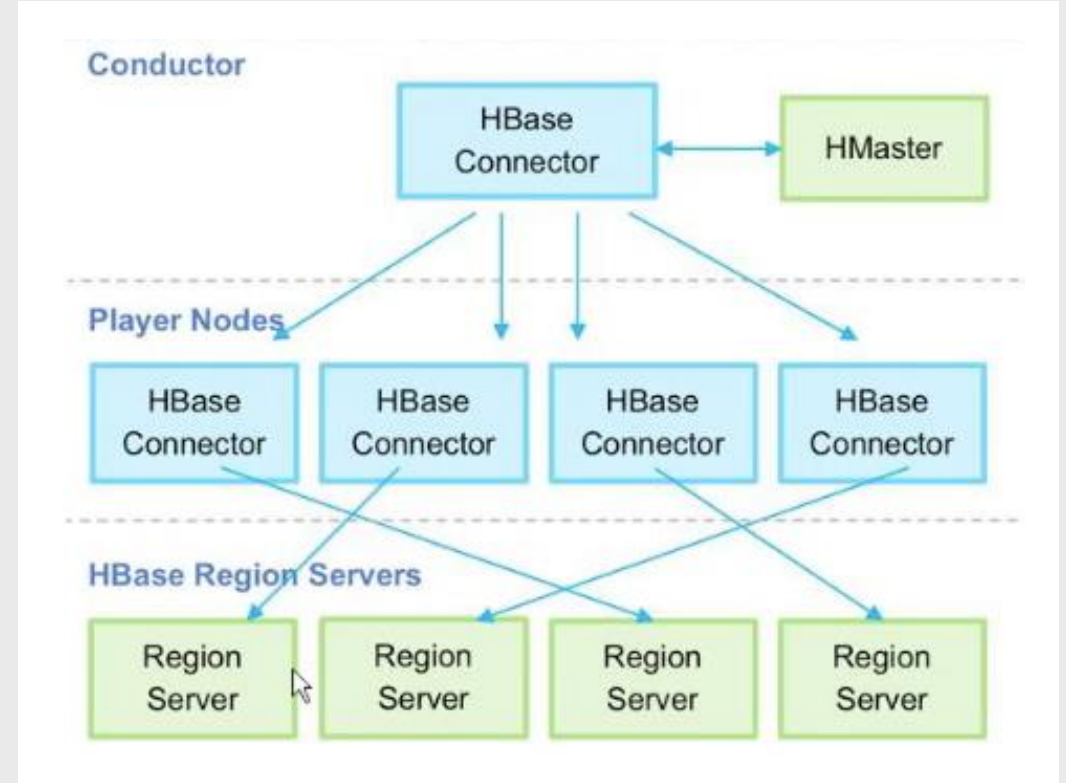 Conductor
HBase
Connector
HMaster
Player Nodes
HBase
Connector
HBase
Connector
HBase
Connector
HBase
Connector
HBase Region Servers
Region
Server
Region
Server
Region
Server
Region
Server